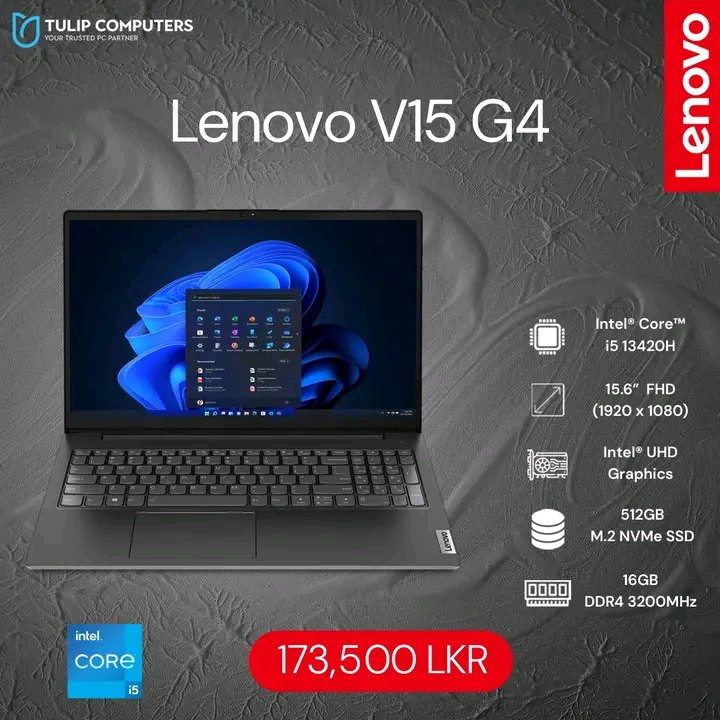 TULIP COMPUTERS
YOUR TRUSTED PC PARTNER
Lenovo
Lenovo V15 G4
Intel® Core™
i5 13420H
15.6” FHD
(1920 x 1080)
Intel® UHD
Graphics
512GB
M.2 NVMe SSD
16GB
DDR4 3200MHz
Lenovo
intel.
CORE
i5
173,500 LKR